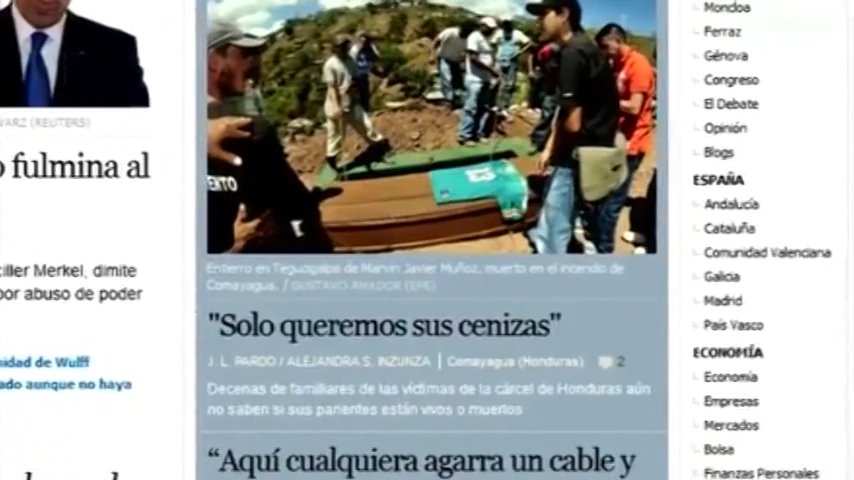 VARZ (REUTERS)
o fulmina al
ciller Merkel, dimite
por abuso de poder
nidad de Wulff
ado aunque no haya
ERTO
Entierro en Tegucigalpa de Marvin Javier Muñoz, muerto en el incendio de
Comayagua. / GUSTAVO AMADOR (EFE)
"Solo queremos sus cenizas"
J. L. PARDO / ALEJANDRA S. INZUNZA | Comayagua (Honduras) 2
Decenas de familiares de las víctimas de la cárcel de Honduras aún
no saben si sus parientes están vivos o muertos
“Aquí cualquiera agarra un cable y
Moncloa
Ferraz
Génova
Congreso
El Debate
Opinión
Blogs
ESPAÑA
Andalucía
Cataluña
Comunidad Valenciana
Galicia
Madrid
País Vasco
ECONOMÍA
Economía
Empresas
Mercados
Bolsa
Finanzas Personales